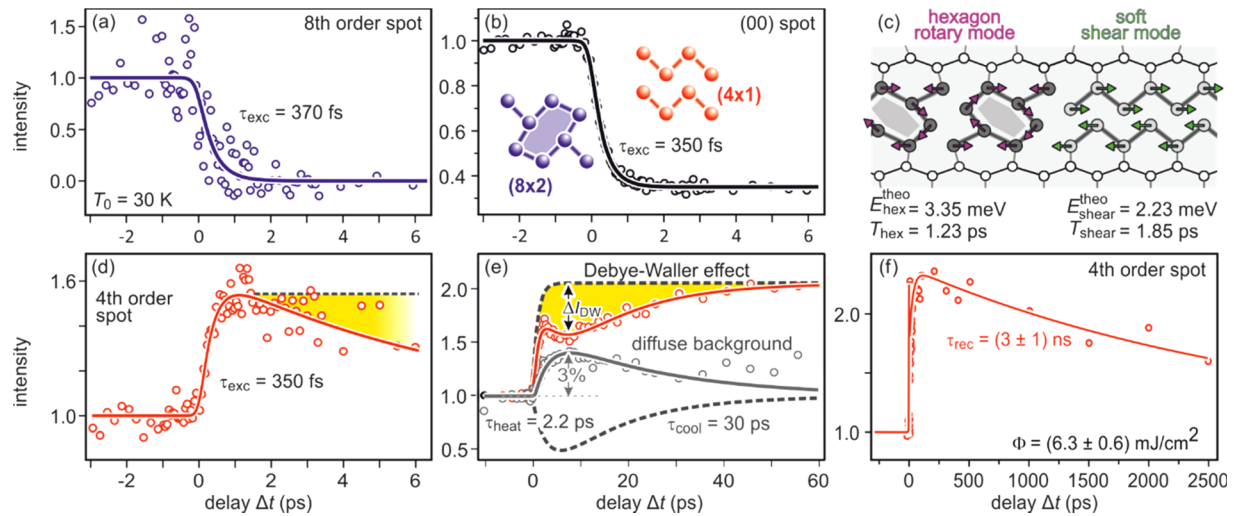 (a)
8th order spot
τexc = 370 fs
T0 = 30 K
intensity
1.5
1.0
0.5
0.0
-2 0 2 4 6
(b)
(00) spot
(4x1)
(8x2)
τexc = 350 fs
1.0
0.8
0.6
0.4
-2 0 2 4 6
(c)
hexagon
rotary mode
soft
shear mode
E theo hex = 3.35 meV
T hex = 1.23 ps
E theo shear = 2.23 meV
T shear = 1.85 ps
(d)
4th order
spot
τexc = 350 fs
intensity
1.6
1.0
-2 0 2 4 6
delay Δt (ps)
(e)
Debye-Waller effect
ΔIDW
diffuse background
3%
τheat = 2.2 ps
τcool = 30 ps
2.0
1.5
1.0
0.5
0 20 40 60
delay Δt (ps)
(f)
4th order spot
τrec = (3 ± 1) ns
Φ = (6.3 ± 0.6) mJ/cm²
2.0
1.0
0 500 1000 1500 2000 2500
delay Δt (ps)